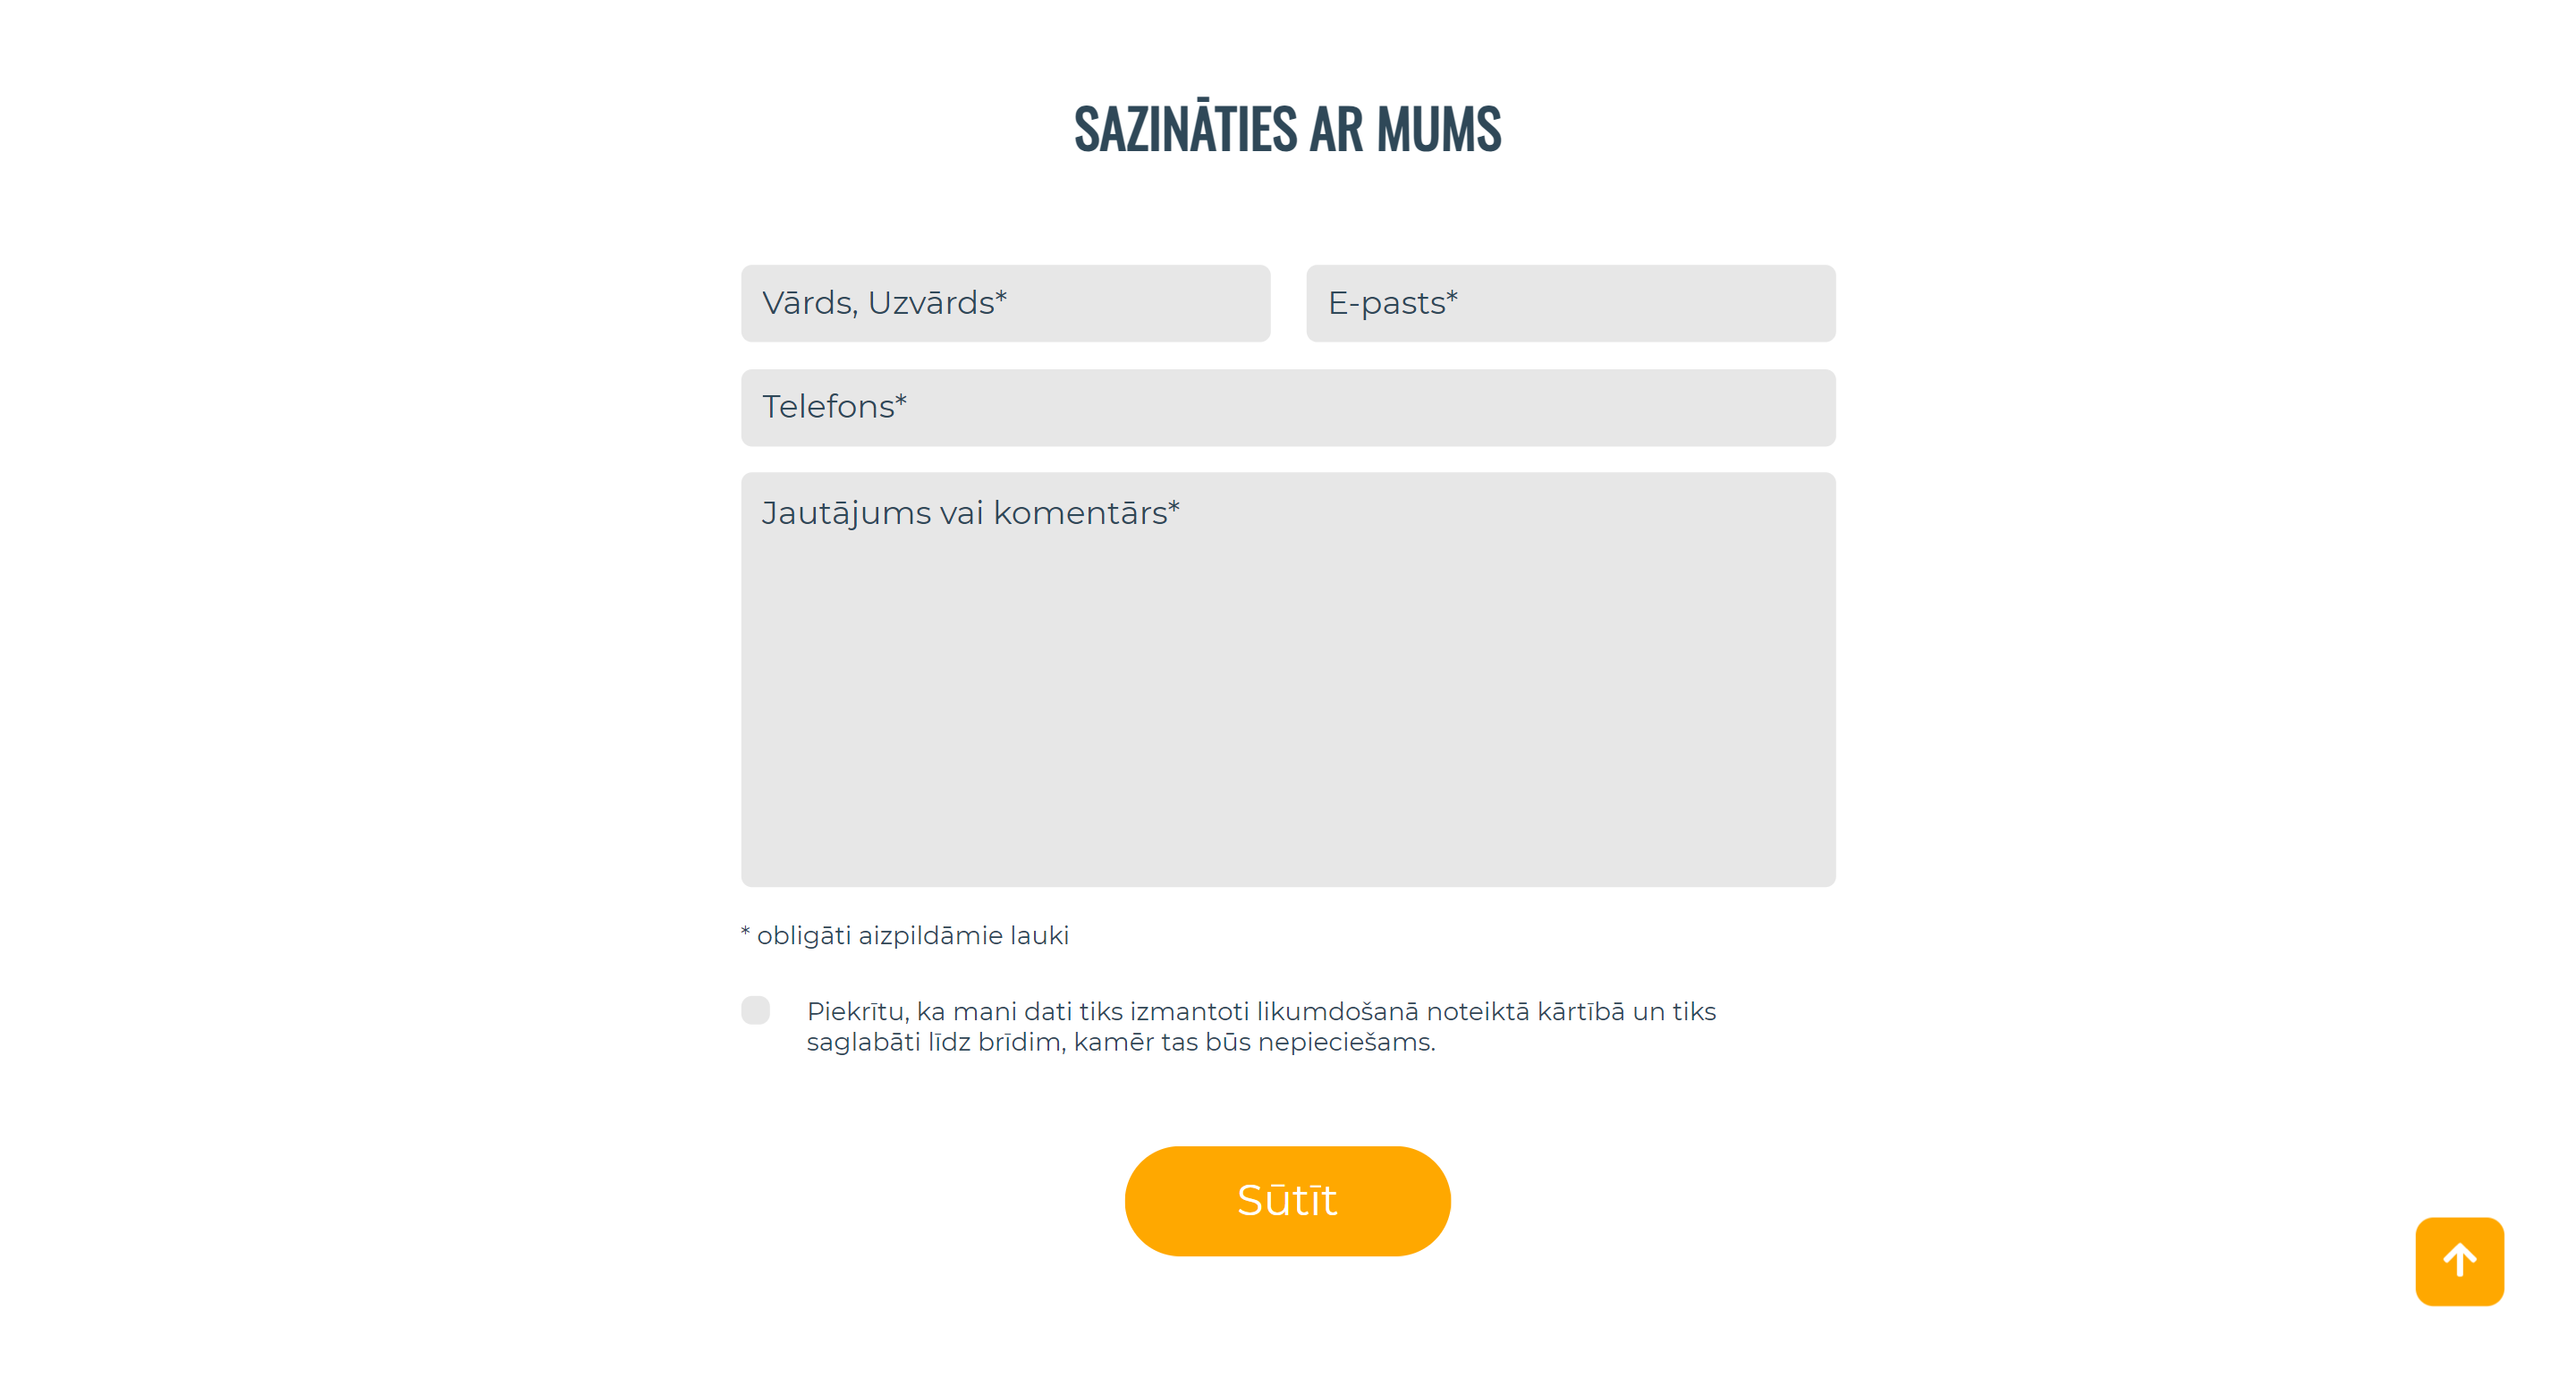 SAZINĀTIES AR MUMS
Vārds, Uzvārds*
E-pasts*
Telefons*
Jautājums vai komentārs*
* obligāti aizpildāmie lauki
Piekrītu, ka mani dati tiks izmantoti likumdošanā noteiktā kārtībā un tiks
saglabāti līdz brīdim, kamēr tas būs nepieciešams.
Sūtīt